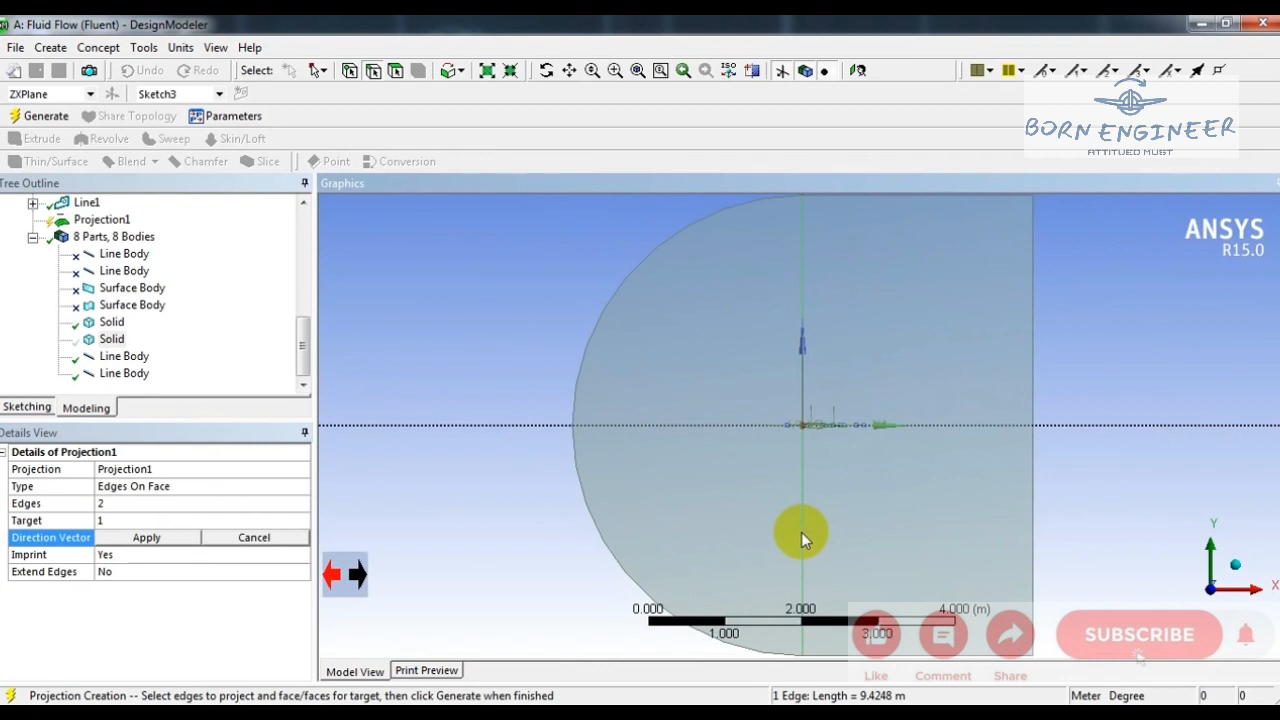 A: Fluid Flow (Fluent) - DesignModeler
File Create Concept Tools Units View Help
Undo Redo Select: ISO
ZXPlane Sketch3
BORN ENGINEER
ATTITUED MUST
Generate Share Topology Parameters
Extrude Revolve Sweep Skin/Loft
Thin/Surface Blend Chamfer Slice Point Conversion
Tree Outline
Line1
Projection1
8 Parts, 8 Bodies
Line Body
Line Body
Surface Body
Surface Body
Solid
Solid
Line Body
Line Body
Sketching Modeling
Details View
Details of Projection1
Projection Projection1
Type Edges On Face
Edges 2
Target 1
Direction Vector Apply Cancel
Imprint Yes
Extend Edges No
Graphics
ANSYS
R15.0
Y
X
0.000 2.000 4.000 (m)
1.000 3.000
SUBSCRIBE
Like Comment Share
Model View Print Preview
Projection Creation -- Select edges to project and face/faces for target, then click Generate when finished 1 Edge: Length = 9.4248 m Meter Degree 0 0